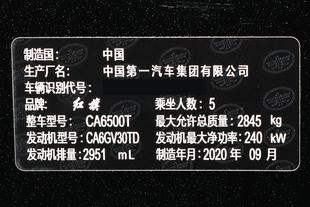 制造国： 中国
生产厂名： 中国第一汽车集团有限公司
车辆识别代号：
品牌： 红旗 乘坐人数： 5
整车型号： CA6500T 最大允许总质量： 2845 kg
发动机型号： CA6GV30TD 发动机最大净功率： 240 kW
发动机排量： 2951 mL 制造年月： 2020 年 09 月